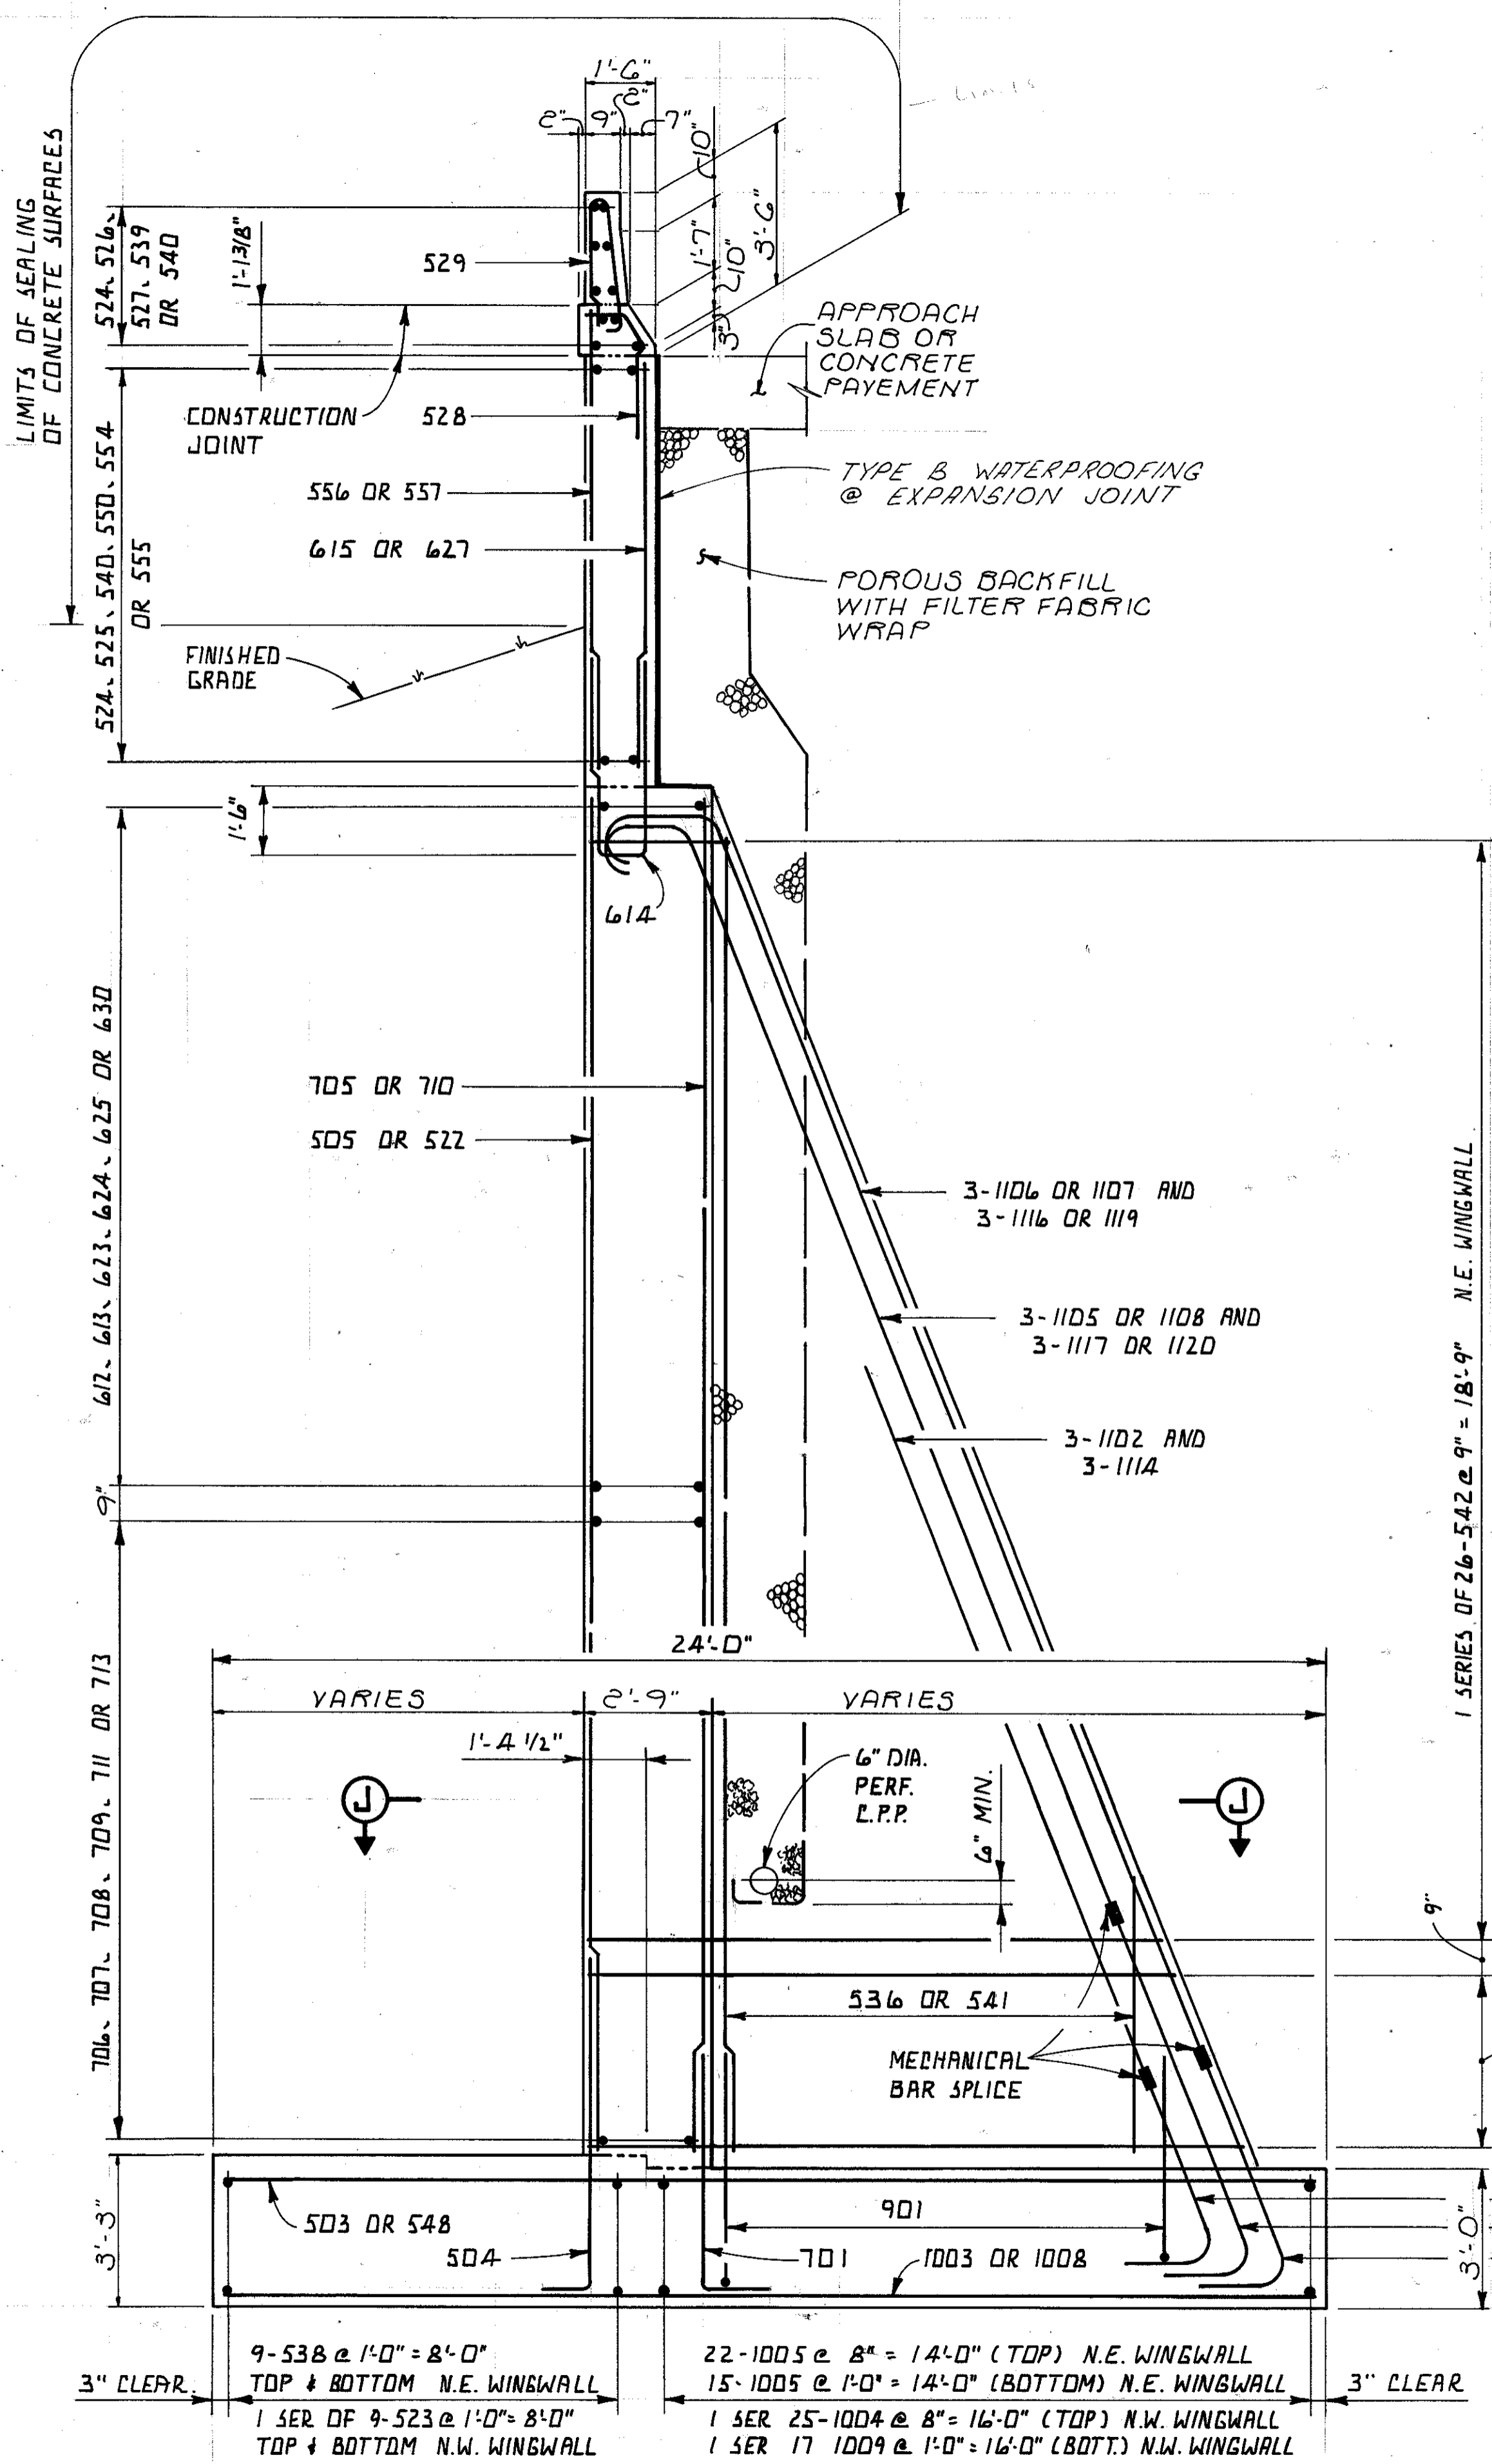 1'-6"
2"
2"
9"
7"
10"
1'-7"
10"
3'-6"
3"
LIMITS OF SEALING
OF CONCRETE SURFACES
524, 526,
527, 539
OR 540
1'-1 3/8"
529
APPROACH
SLAB OR
CONCRETE
PAVEMENT
CONSTRUCTION
JOINT
528
TYPE B WATERPROOFING
@ EXPANSION JOINT
556 OR 557
615 OR 627
524, 525, 540, 550, 554
OR 555
POROUS BACKFILL
WITH FILTER FABRIC
WRAP
FINISHED
GRADE
1'-6"
614
612, 613, 623, 624, 625 OR 630
705 OR 710
505 OR 522
3-1106 OR 1107 AND
3-1116 OR 1119
3-1105 OR 1108 AND
3-1117 OR 1120
3-1102 AND
3-1114
1 SERIES OF 26-542 @ 9" = 18'-9" N.E. WINGWALL
9"
24'-0"
VARIES
2'-9"
VARIES
1'-4 1/2"
706, 707, 708, 709, 711 OR 713
6" DIA.
PERF.
C.P.P.
6" MIN.
9"
536 OR 541
MECHANICAL
BAR SPLICE
3'-3"
503 OR 548
504
701
901
1003 OR 1008
3'-0"
9-538 @ 1'-0" = 8'-0"
TOP & BOTTOM N.E. WINGWALL
3" CLEAR
1 SER OF 9-523 @ 1'-0" = 8'-0"
TOP & BOTTOM N.W. WINGWALL
22-1005 @ 8" = 14'-0" (TOP) N.E. WINGWALL
15-1005 @ 1'-0" = 14'-0" (BOTTOM) N.E. WINGWALL
3" CLEAR
1 SER 25-1004 @ 8" = 16'-0" (TOP) N.W. WINGWALL
1 SER 17 1009 @ 1'-0" = 16'-0" (BOTT.) N.W. WINGWALL